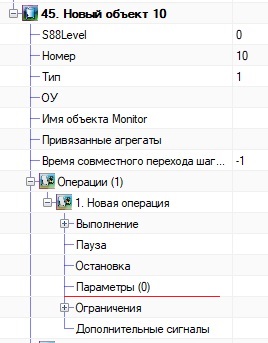 45. Новый объект 10
S88Level 0
Номер 10
Тип 1
ОУ
Имя объекта Monitor
Привязанные агрегаты
Время совместного перехода шаг... -1
Операции (1)
1. Новая операция
Выполнение
Пауза
Остановка
Параметры (0)
Ограничения
Дополнительные сигналы